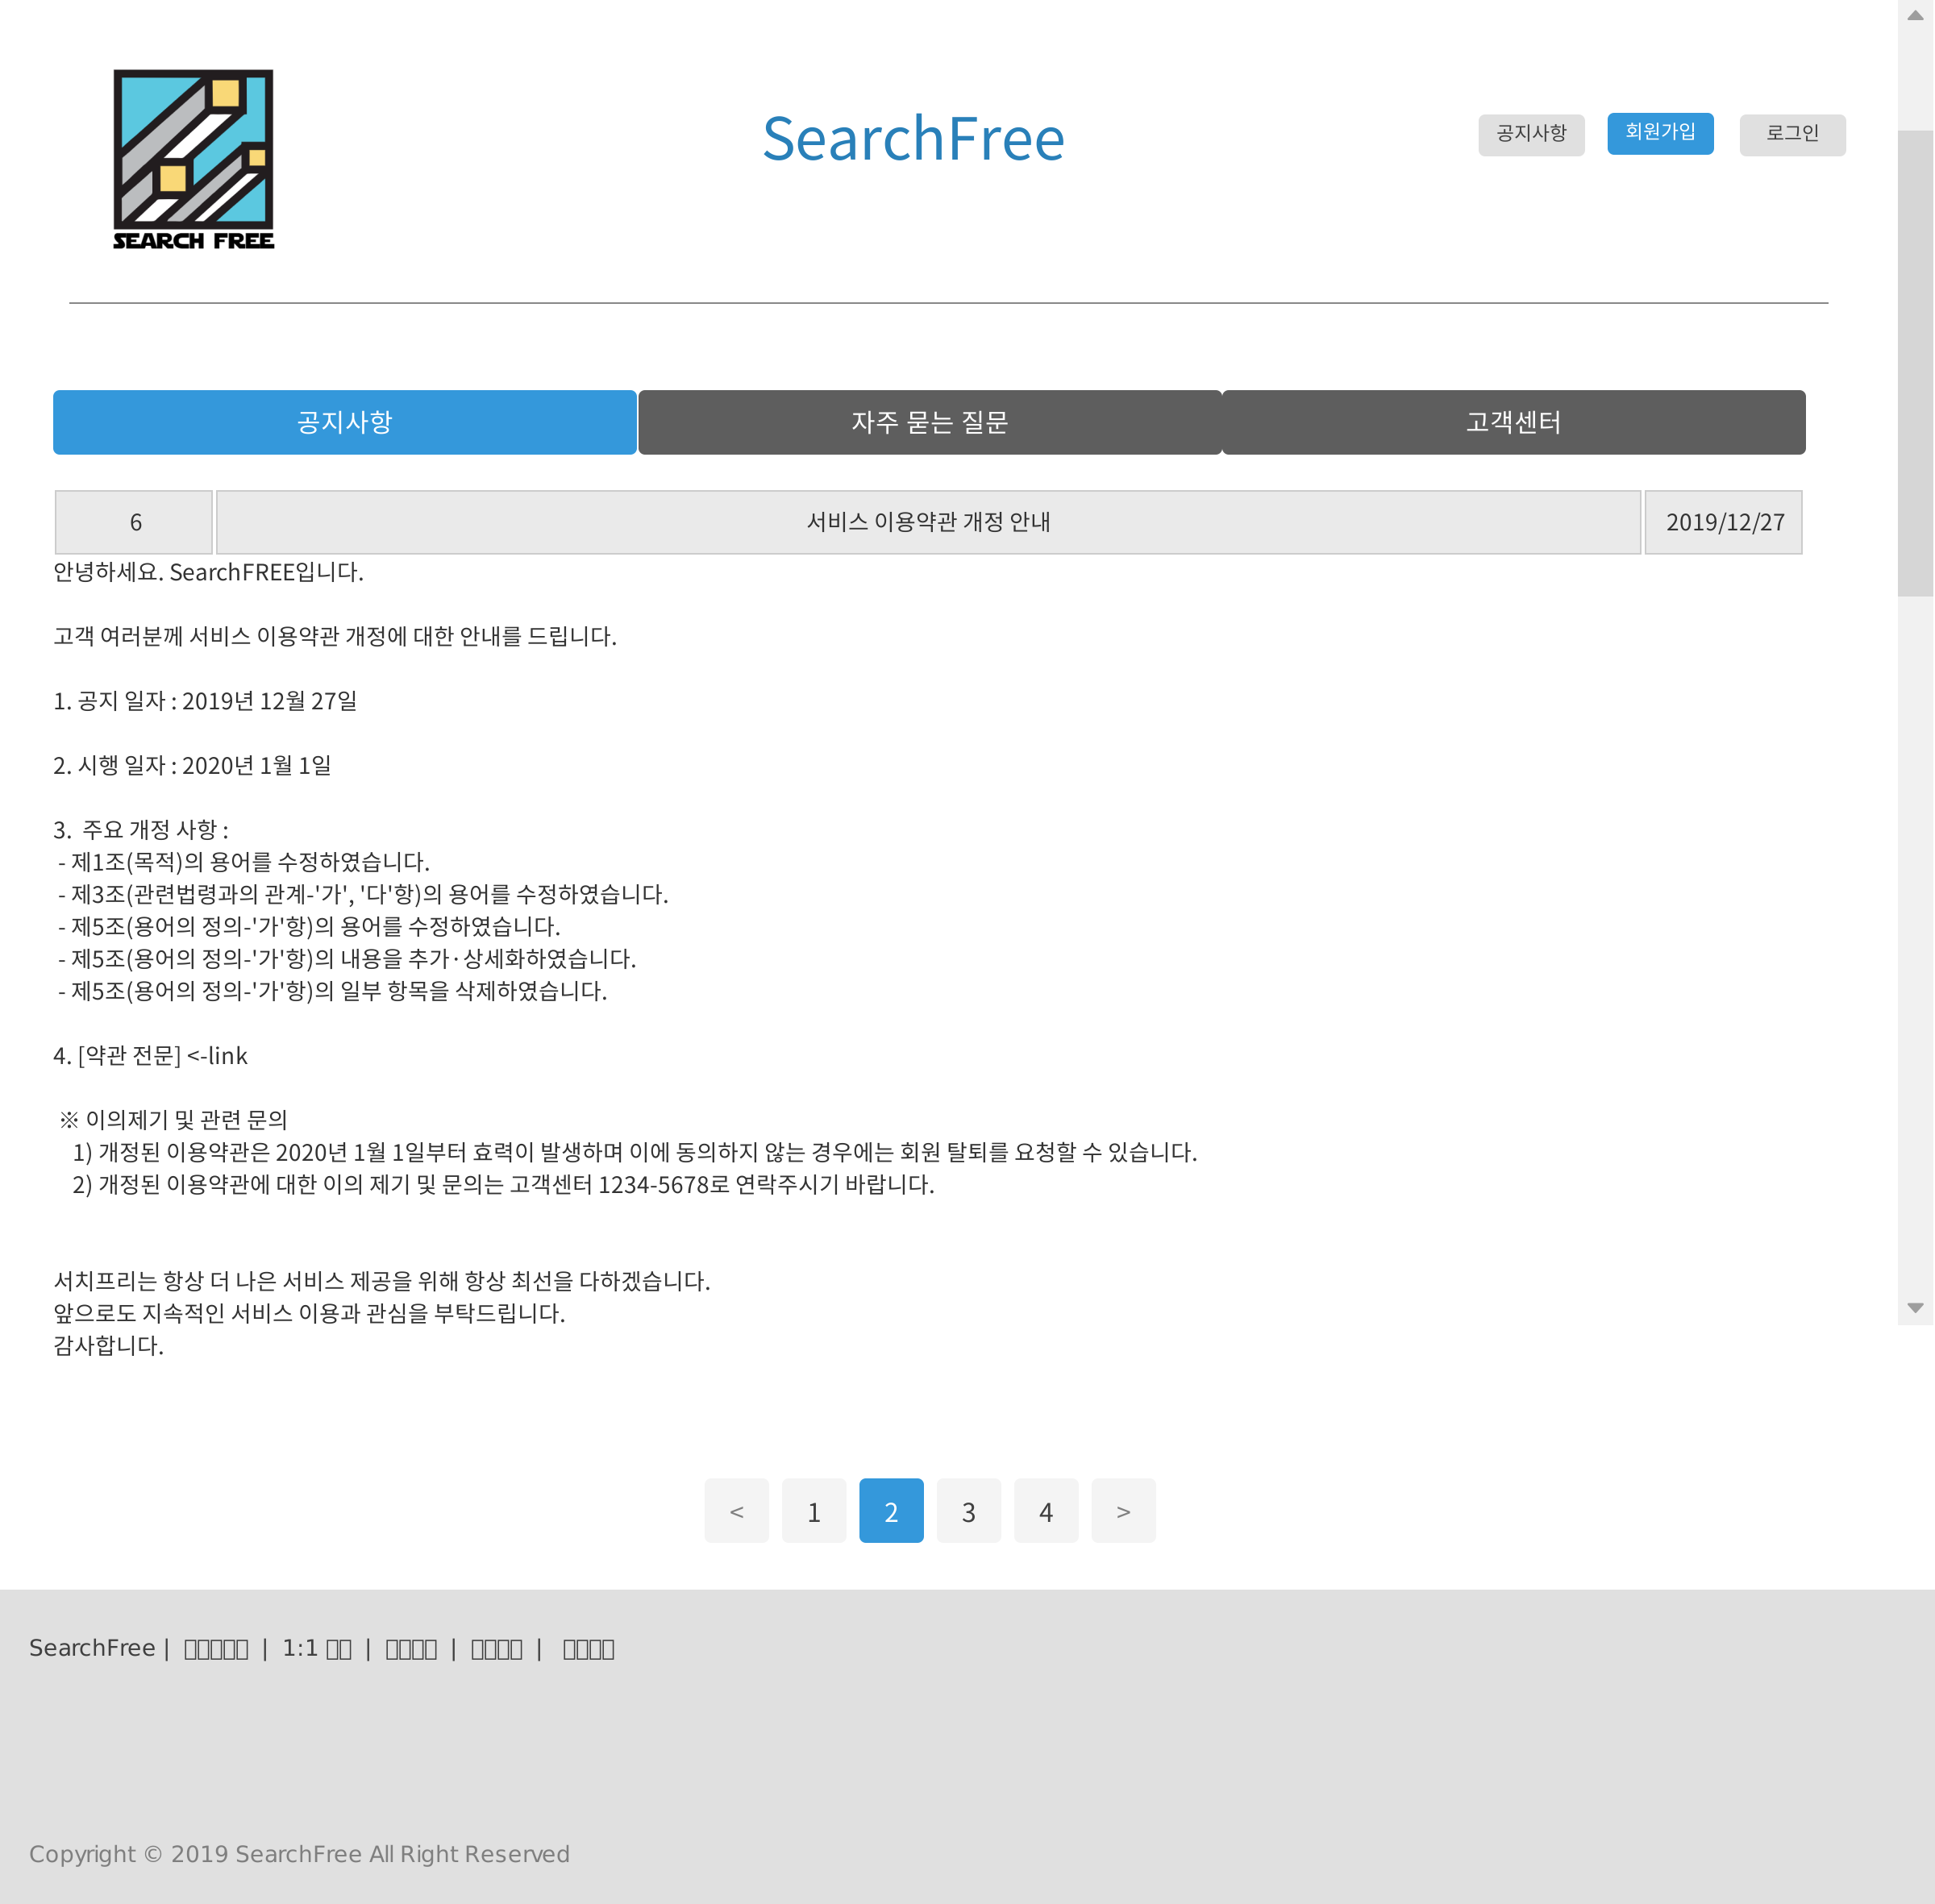 SEARCH FREE
SearchFree
공지사항
회원가입
로그인
공지사항
자주 묻는 질문
고객센터
6
서비스 이용약관 개정 안내
2019/12/27
안녕하세요. SearchFREE입니다.
고객 여러분께 서비스 이용약관 개정에 대한 안내를 드립니다.
1. 공지 일자 : 2019년 12월 27일
2. 시행 일자 : 2020년 1월 1일
3.  주요 개정 사항 :
- 제1조(목적)의 용어를 수정하였습니다.
- 제3조(관련법령과의 관계-'가', '다'항)의 용어를 수정하였습니다.
- 제5조(용어의 정의-'가'항)의 용어를 수정하였습니다.
- 제5조(용어의 정의-'가'항)의 내용을 추가·상세화하였습니다.
- 제5조(용어의 정의-'가'항)의 일부 항목을 삭제하였습니다.
4. [약관 전문] <-link
※ 이의제기 및 관련 문의
1) 개정된 이용약관은 2020년 1월 1일부터 효력이 발생하며 이에 동의하지 않는 경우에는 회원 탈퇴를 요청할 수 있습니다.
2) 개정된 이용약관에 대한 이의 제기 및 문의는 고객센터 1234-5678로 연락주시기 바랍니다.
서치프리는 항상 더 나은 서비스 제공을 위해 항상 최선을 다하겠습니다.
앞으로도 지속적인 서비스 이용과 관심을 부탁드립니다.
감사합니다.
< 1 2 3 4 >
SearchFree | | 1:1 | | |
Copyright © 2019 SearchFree All Right Reserved